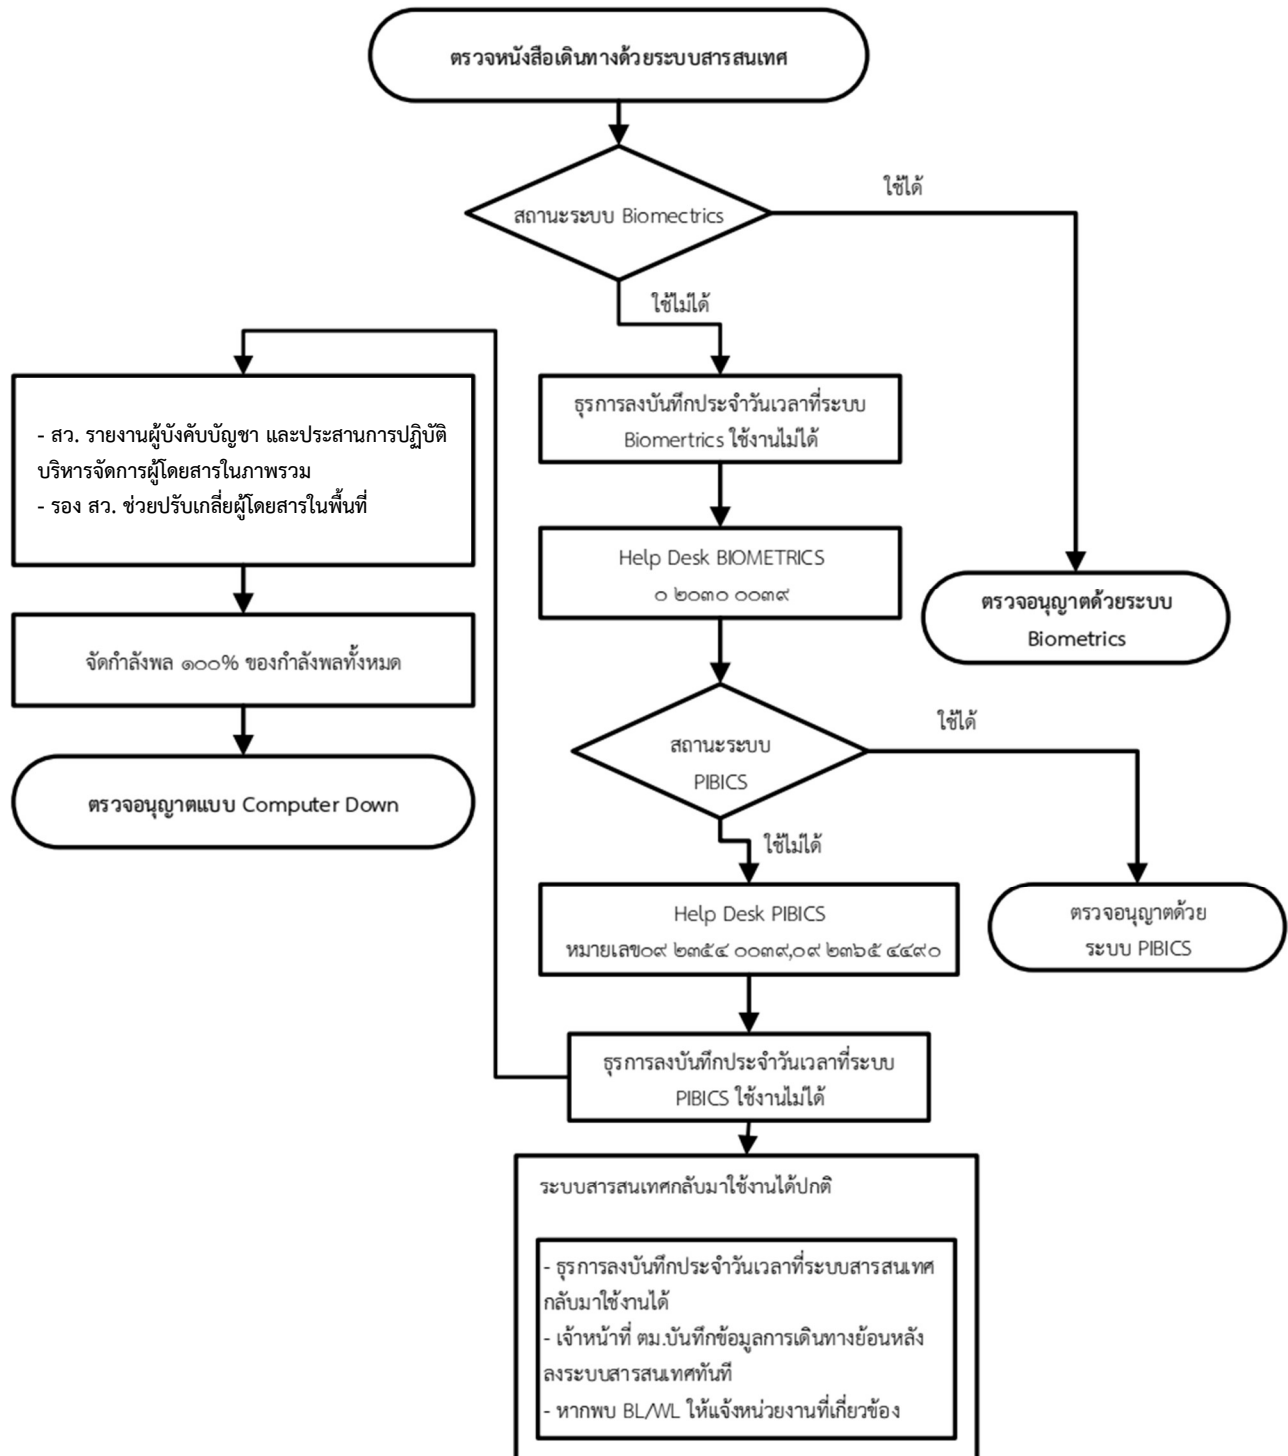 ตรวจหนังสือเดินทางด้วยระบบสารสนเทศ
สถานะระบบ Biomectrics
ใช้ได้
ใช้ไม่ได้
- สว. รายงานผู้บังคับบัญชา และประสานการปฏิบัติ
บริหารจัดการผู้โดยสารในภาพรวม
- รอง สว. ช่วยปรับเกลี่ยผู้โดยสารในพื้นที่
ธุรการลงบันทึกประจำวันเวลาที่ระบบ
Biomertrics ใช้งานไม่ได้
Help Desk BIOMETRICS
๐ ๒๐๓๐ ๐๐๓๙
ตรวจอนุญาตด้วยระบบ
Biometrics
จัดกำลังพล ๑๐๐% ของกำลังพลทั้งหมด
สถานะระบบ
PIBICS
ใช้ได้
ตรวจอนุญาตแบบ Computer Down
ใช้ไม่ได้
Help Desk PIBICS
หมายเลข๐๙ ๒๓๕๔ ๐๐๓๙,๐๙ ๒๓๖๕ ๔๔๙๐
ตรวจอนุญาตด้วย
ระบบ PIBICS
ธุรการลงบันทึกประจำวันเวลาที่ระบบ
PIBICS ใช้งานไม่ได้
ระบบสารสนเทศกลับมาใช้งานได้ปกติ
- ธุรการลงบันทึกประจำวันเวลาที่ระบบสารสนเทศ
กลับมาใช้งานได้
- เจ้าหน้าที่ ตม.บันทึกข้อมูลการเดินทางย้อนหลัง
ลงระบบสารสนเทศทันที
- หากพบ BL/WL ให้แจ้งหน่วยงานที่เกี่ยวข้อง